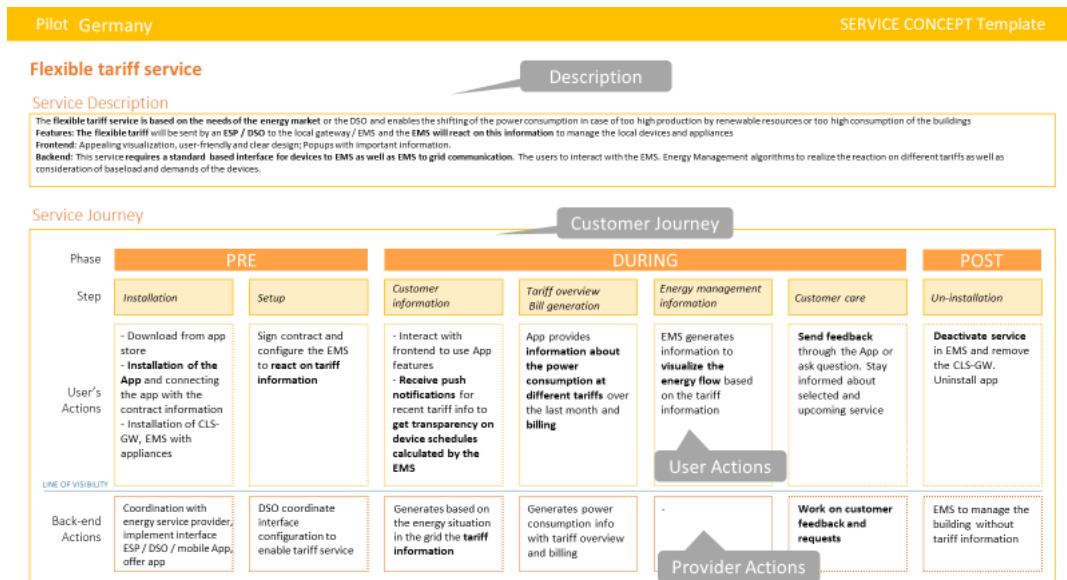 Pilot Germany
SERVICE CONCEPT Template
Flexible tariff service
Description
Service Description
The flexible tariff service is based on the needs of the energy market or the DSO and enables the shifting of the power consumption in case of too high production by renewable resources or too high consumption of the buildings
Features: The flexible tariff will be sent by an ESP / DSO to the local gateway / EMS and the EMS will react on this information to manage the local devices and appliances
Frontend: Appealing visualization, user-friendly and clear design; Popups with important information.
Backend: This service requires a standard based interface for devices to EMS as well as EMS to grid communication. The users to interact with the EMS. Energy Management algorithms to realize the reaction on different tariffs as well as
consideration of baseload and demands of the devices.
Service Journey
Customer Journey
Phase
PRE
DURING
POST
Step
Installation
Setup
Customer
information
Tariff overview
Bill generation
Energy management
information
Customer care
Un-installation
User's
Actions
- Download from app
store
- Installation of the
App and connecting
the app with the
contract information
- Installation of CLS-
GW, EMS with
appliances
Sign contract and
configure the EMS
to react on tariff
information
- Interact with
frontend to use App
features
- Receive push
notifications for
recent tariff info to
get transparency on
device schedules
calculated by the
EMS
App provides
information about
the power
consumption at
different tariffs over
the last month and
billing
EMS generates
information to
visualize the
energy flow based
on the tariff
information
User Actions
Send feedback
through the App or
ask question. Stay
informed about
selected and
upcoming service
Deactivate service
in EMS and remove
the CLS-GW.
Uninstall app
LINE OF VISIBILITY
Back-end
Actions
Coordination with
energy service provider,
implement interface
ESP / DSO / mobile App,
offer app
DSO coordinate
interface
configuration to
enable tariff service
Generates based on
the energy situation
in the grid the tariff
information
Generates power
consumption info
with tariff overview
and billing
-
Provider Actions
Work on customer
feedback and
requests
EMS to manage the
building without
tariff information